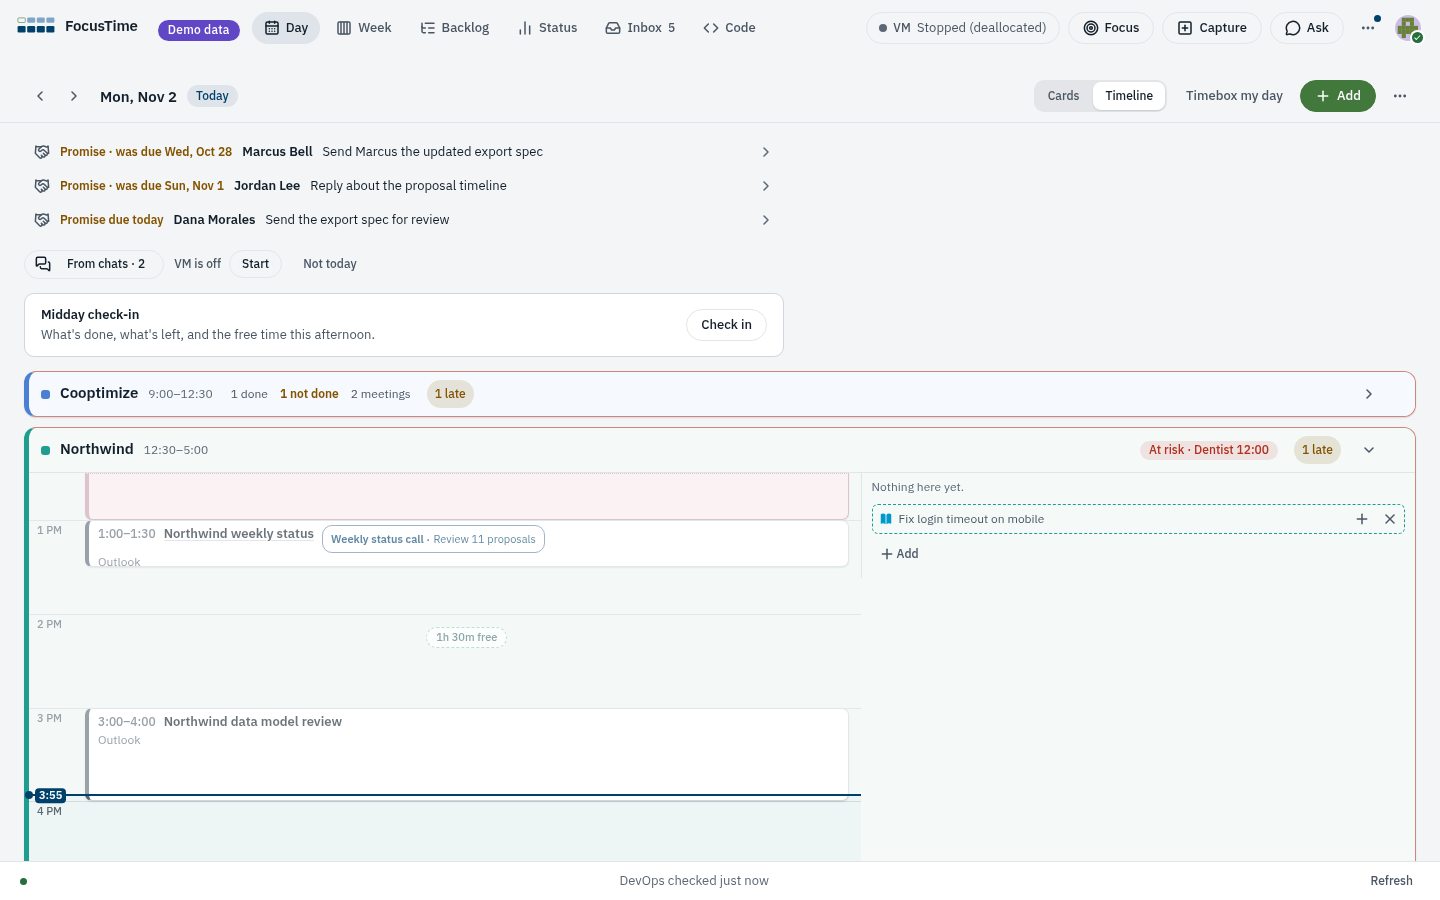 FocusTime
Demo data
Day
Week
Backlog
Status
Inbox 5
Code
VM Stopped (deallocated)
Focus
Capture
Ask
Mon, Nov 2
Today
Cards
Timeline
Timebox my day
Add
Promise · was due Wed, Oct 28 Marcus Bell Send Marcus the updated export spec
Promise · was due Sun, Nov 1 Jordan Lee Reply about the proposal timeline
Promise due today Dana Morales Send the export spec for review
From chats · 2
VM is off
Start
Not today
Midday check-in
What's done, what's left, and the free time this afternoon.
Check in
Cooptimize 9:00–12:30 1 done 1 not done 2 meetings 1 late
Northwind 12:30–5:00
At risk · Dentist 12:00
1 late
1 PM
1:00–1:30 Northwind weekly status
Weekly status call · Review 11 proposals
Outlook
2 PM
1h 30m free
3 PM
3:00–4:00 Northwind data model review
Outlook
3:55
4 PM
Nothing here yet.
Fix login timeout on mobile
Add
DevOps checked just now
Refresh